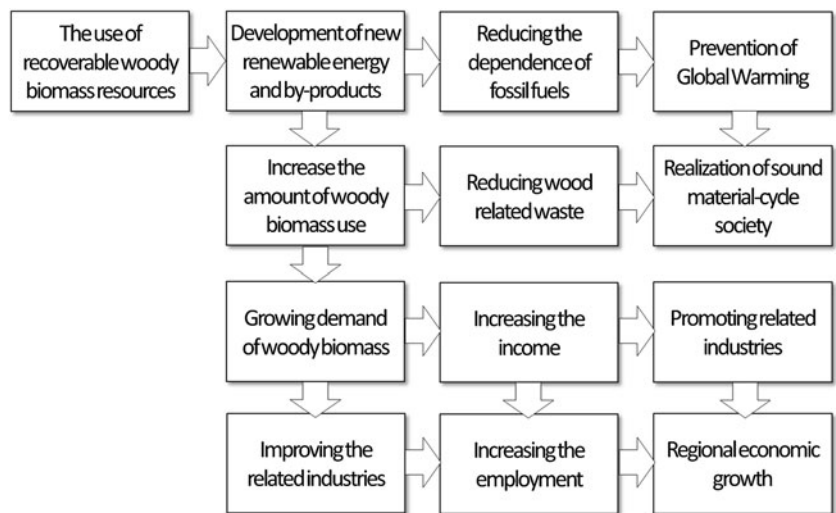 The use of
recoverable woody
biomass resources
Development of new
renewable energy
and by-products
Reducing the
dependence of
fossil fuels
Prevention of
Global Warming
Increase the
amount of woody
biomass use
Reducing wood
related waste
Realization of sound
material-cycle
society
Growing demand
of woody biomass
Increasing the
income
Promoting related
industries
Improving the
related industries
Increasing the
employment
Regional economic
growth